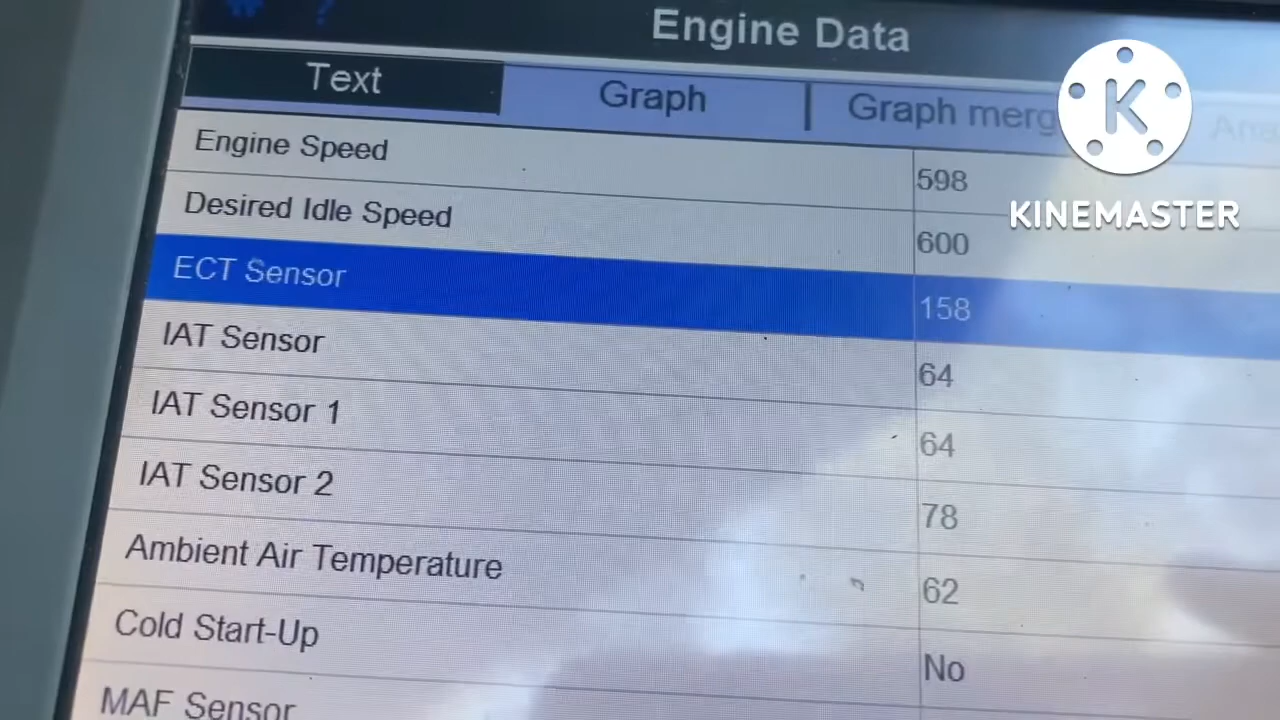 Engine Data
Text
Graph
Graph merg
K
KINEMASTER
Engine Speed 598
Desired Idle Speed 600
ECT Sensor 158
IAT Sensor 64
IAT Sensor 1 64
IAT Sensor 2 78
Ambient Air Temperature 62
Cold Start-Up No
MAF Sensor